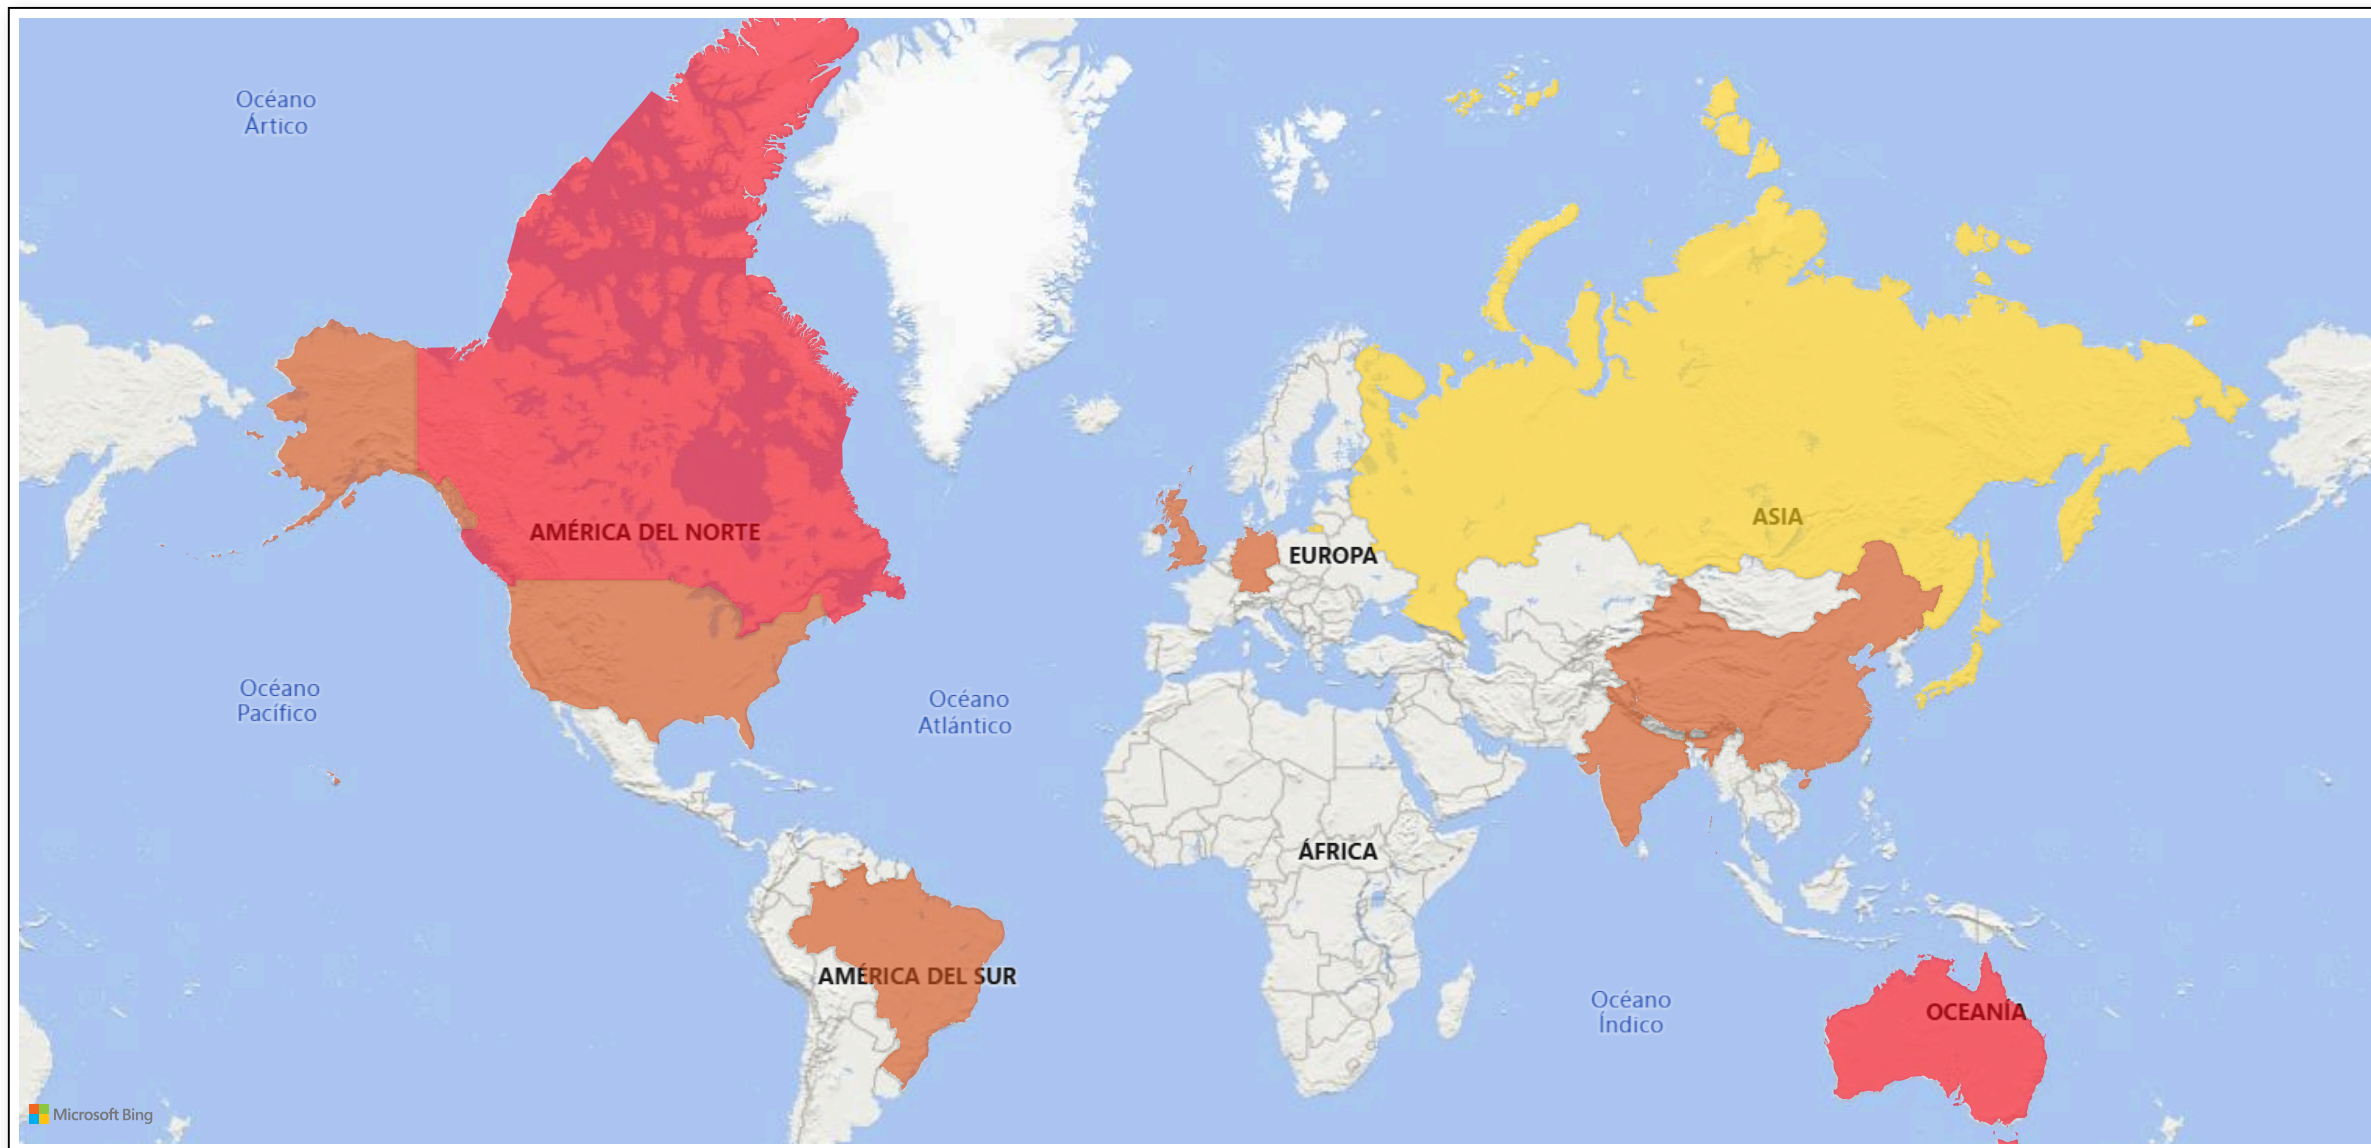 Océano
Ártico
AMÉRICA DEL NORTE
ASIA
EUROPA
Océano
Pacífico
Océano
Atlántico
ÁFRICA
AMÉRICA DEL SUR
Océano
Índico
OCEANÍA
Microsoft Bing